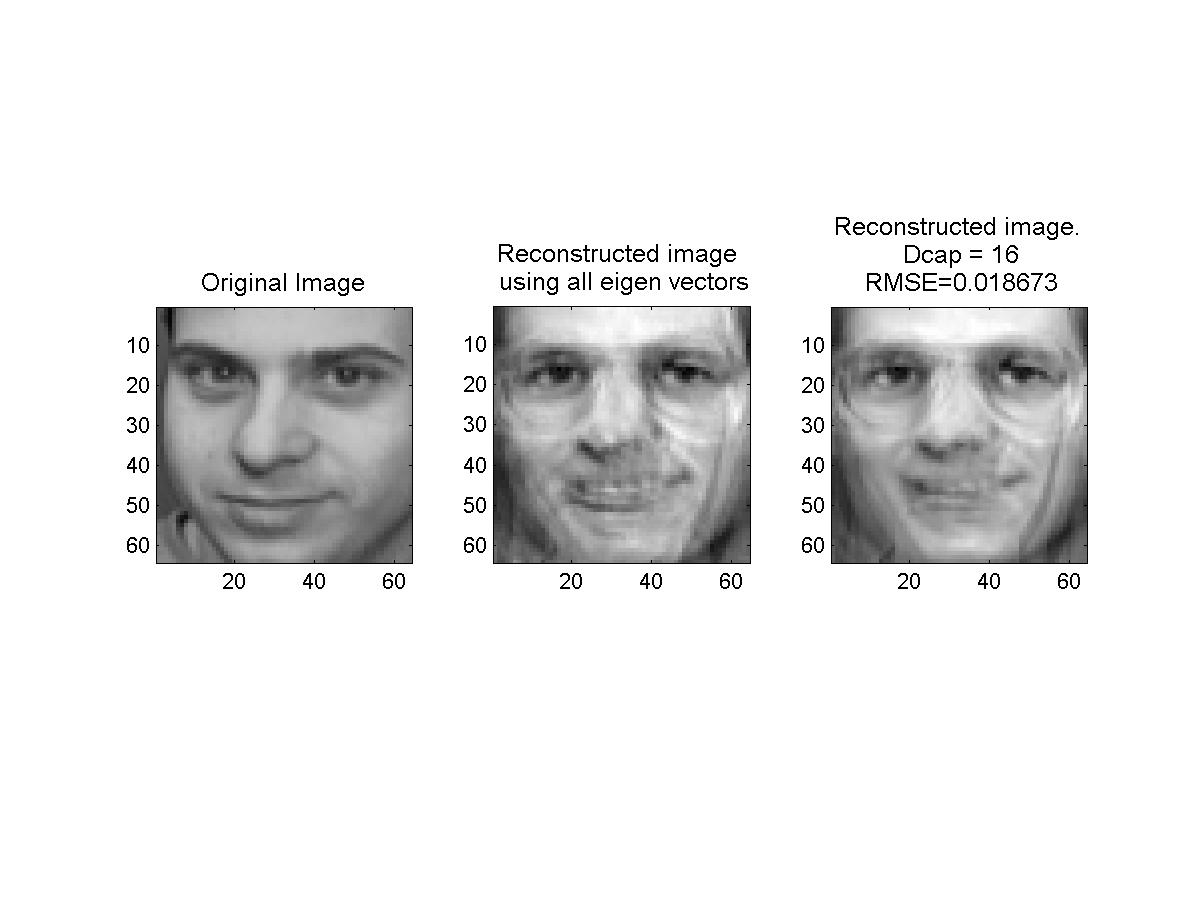 Original Image
10
20
30
40
50
60
20 40 60
Reconstructed image
using all eigen vectors
10
20
30
40
50
60
20 40 60
Reconstructed image.
Dcap = 16
RMSE=0.018673
10
20
30
40
50
60
20 40 60